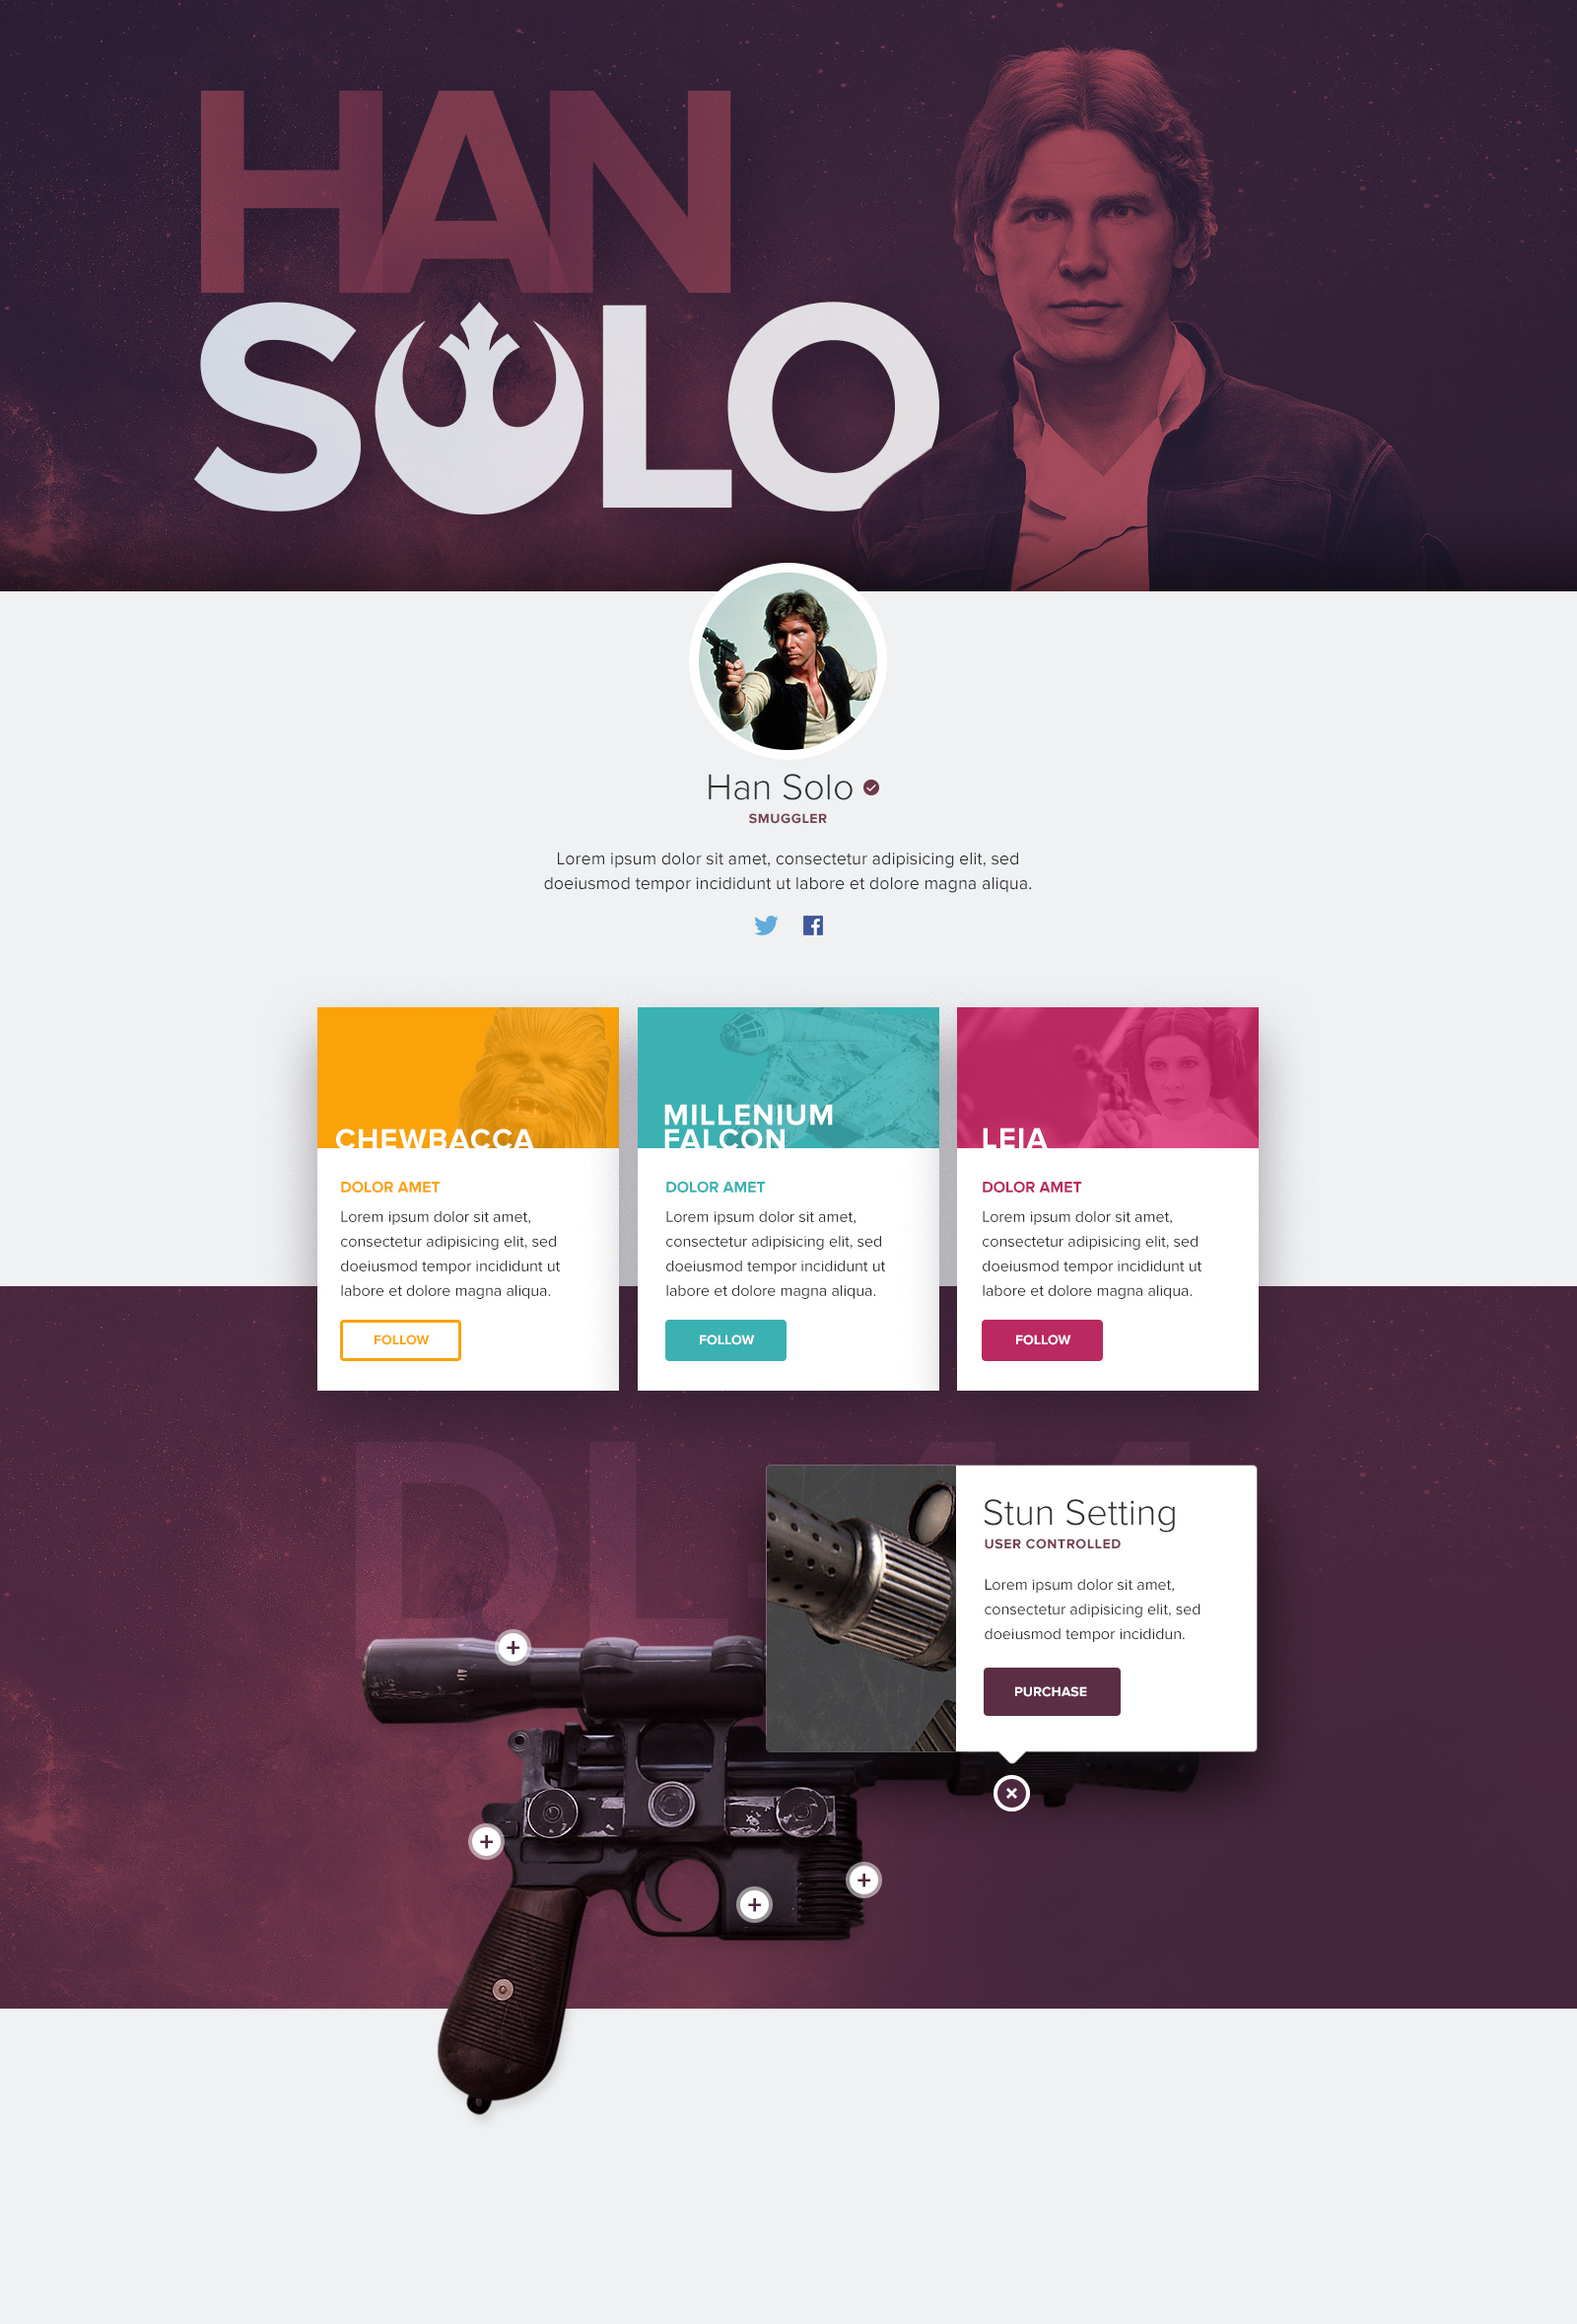 HAN
SOLO
Han Solo
SMUGGLER
Lorem ipsum dolor sit amet, consectetur adipisicing elit, sed
doeiusmod tempor incididunt ut labore et dolore magna aliqua.
CHEWBACCA
DOLOR AMET
Lorem ipsum dolor sit amet,
consectetur adipisicing elit, sed
doeiusmod tempor incididunt ut
labore et dolore magna aliqua.
FOLLOW
MILLENIUM
FALCON
DOLOR AMET
Lorem ipsum dolor sit amet,
consectetur adipisicing elit, sed
doeiusmod tempor incididunt ut
labore et dolore magna aliqua.
FOLLOW
LEIA
DOLOR AMET
Lorem ipsum dolor sit amet,
consectetur adipisicing elit, sed
doeiusmod tempor incididunt ut
labore et dolore magna aliqua.
FOLLOW
DL-44
Stun Setting
USER CONTROLLED
Lorem ipsum dolor sit amet,
consectetur adipisicing elit, sed
doeiusmod tempor incididun.
PURCHASE